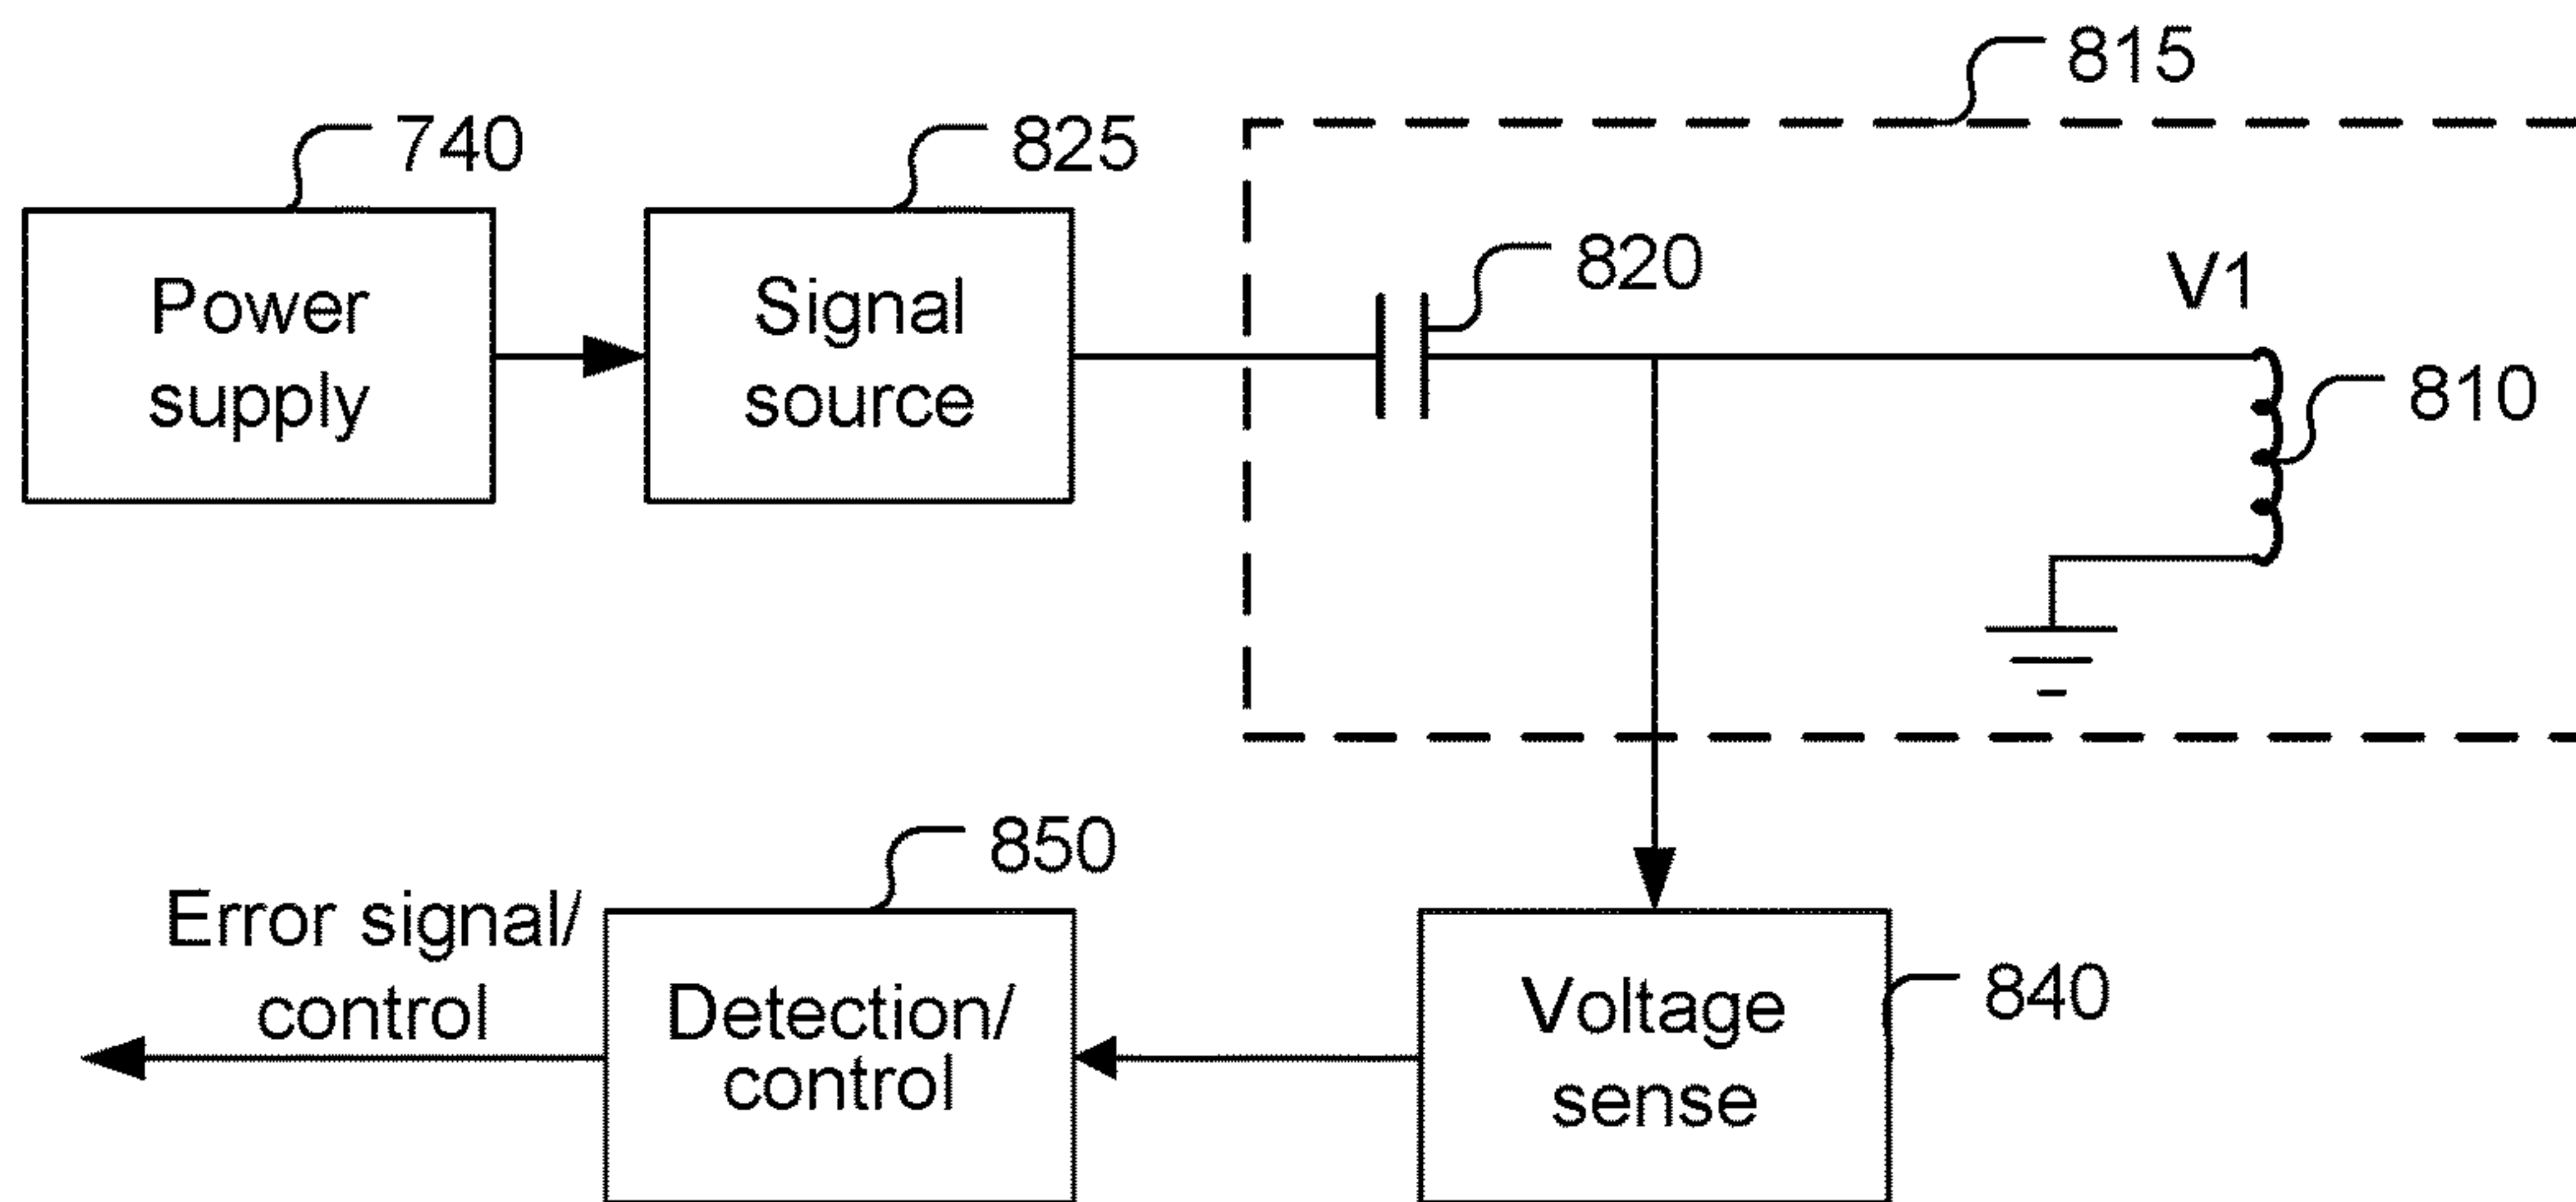 815
740
825
820
V1
Power
supply
Signal
source
810
850
Error signal/
control
Detection/
control
Voltage
sense
840